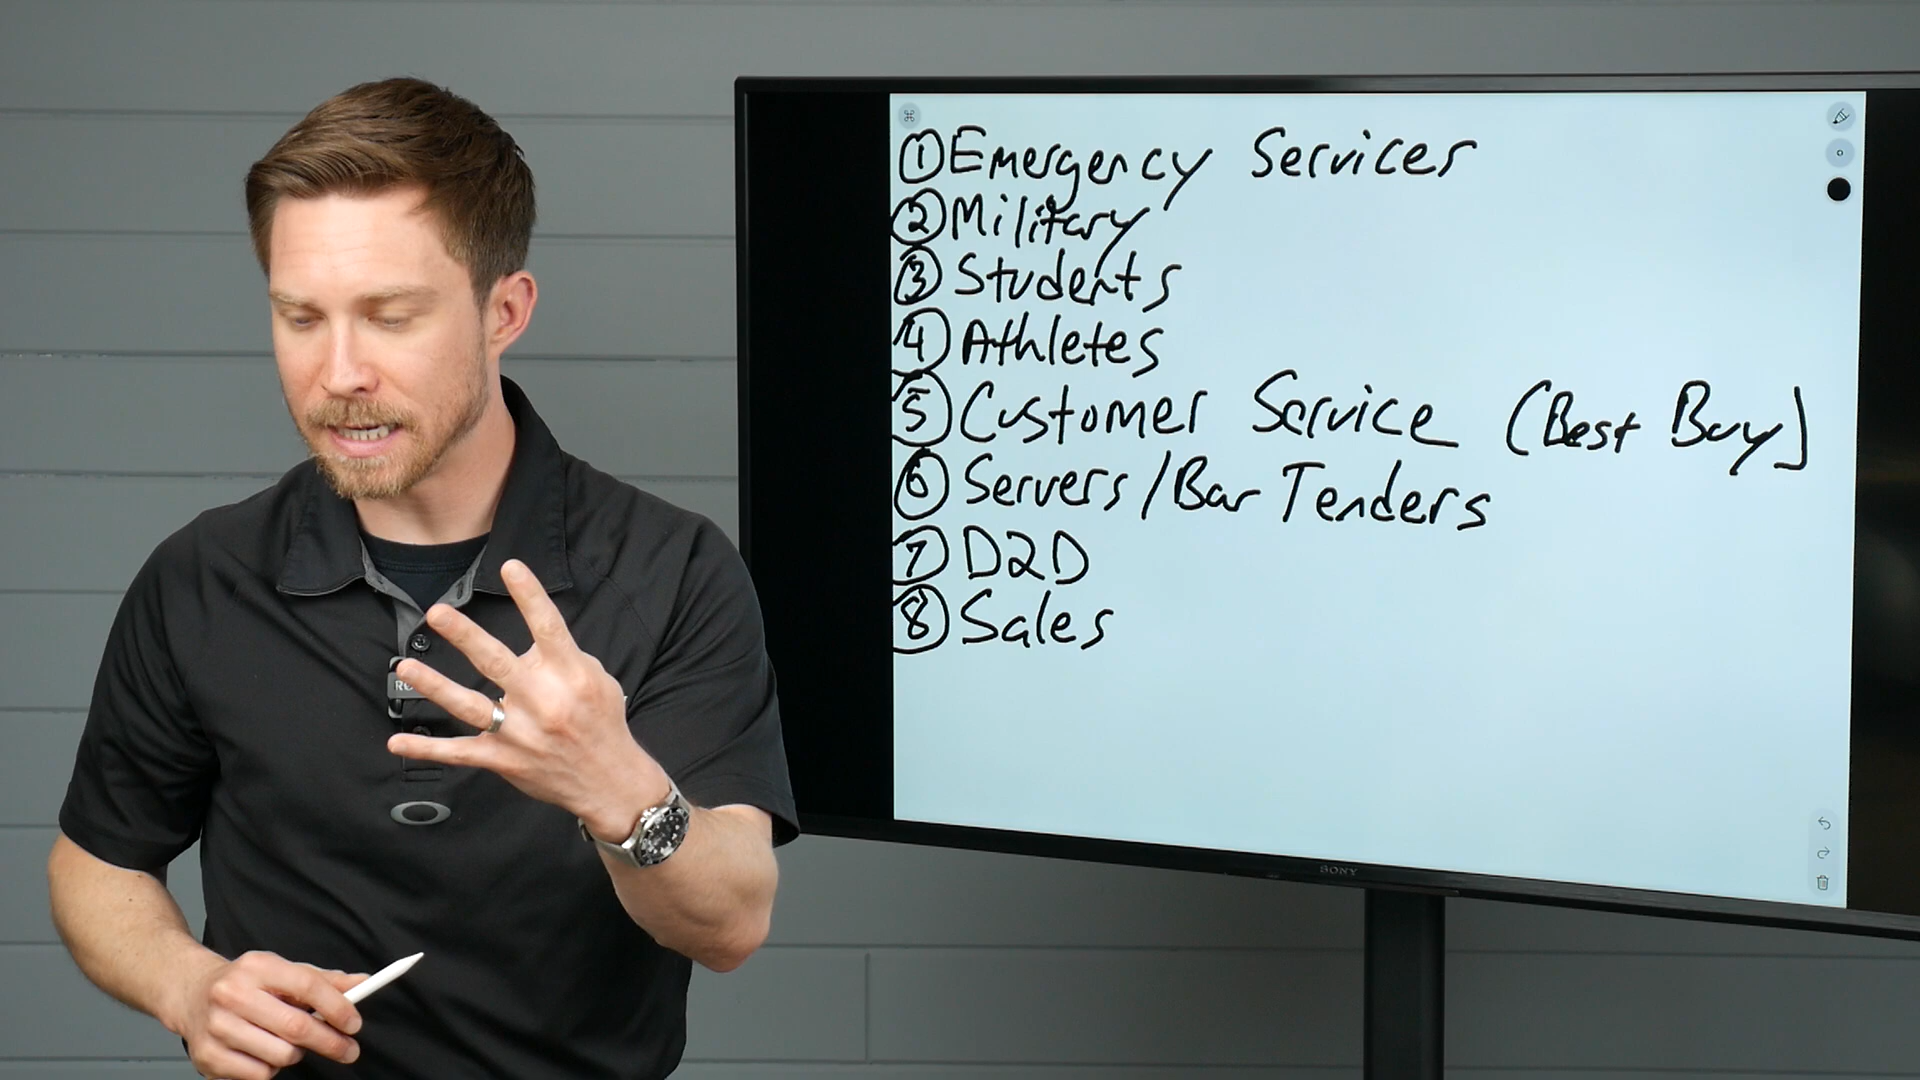 ① Emergency Services
② Military
③ Students
④ Athletes
⑤ Customer Service (Best Buy]
⑥ Servers/Bar Tenders
⑦ D2D
⑧ Sales
SONY